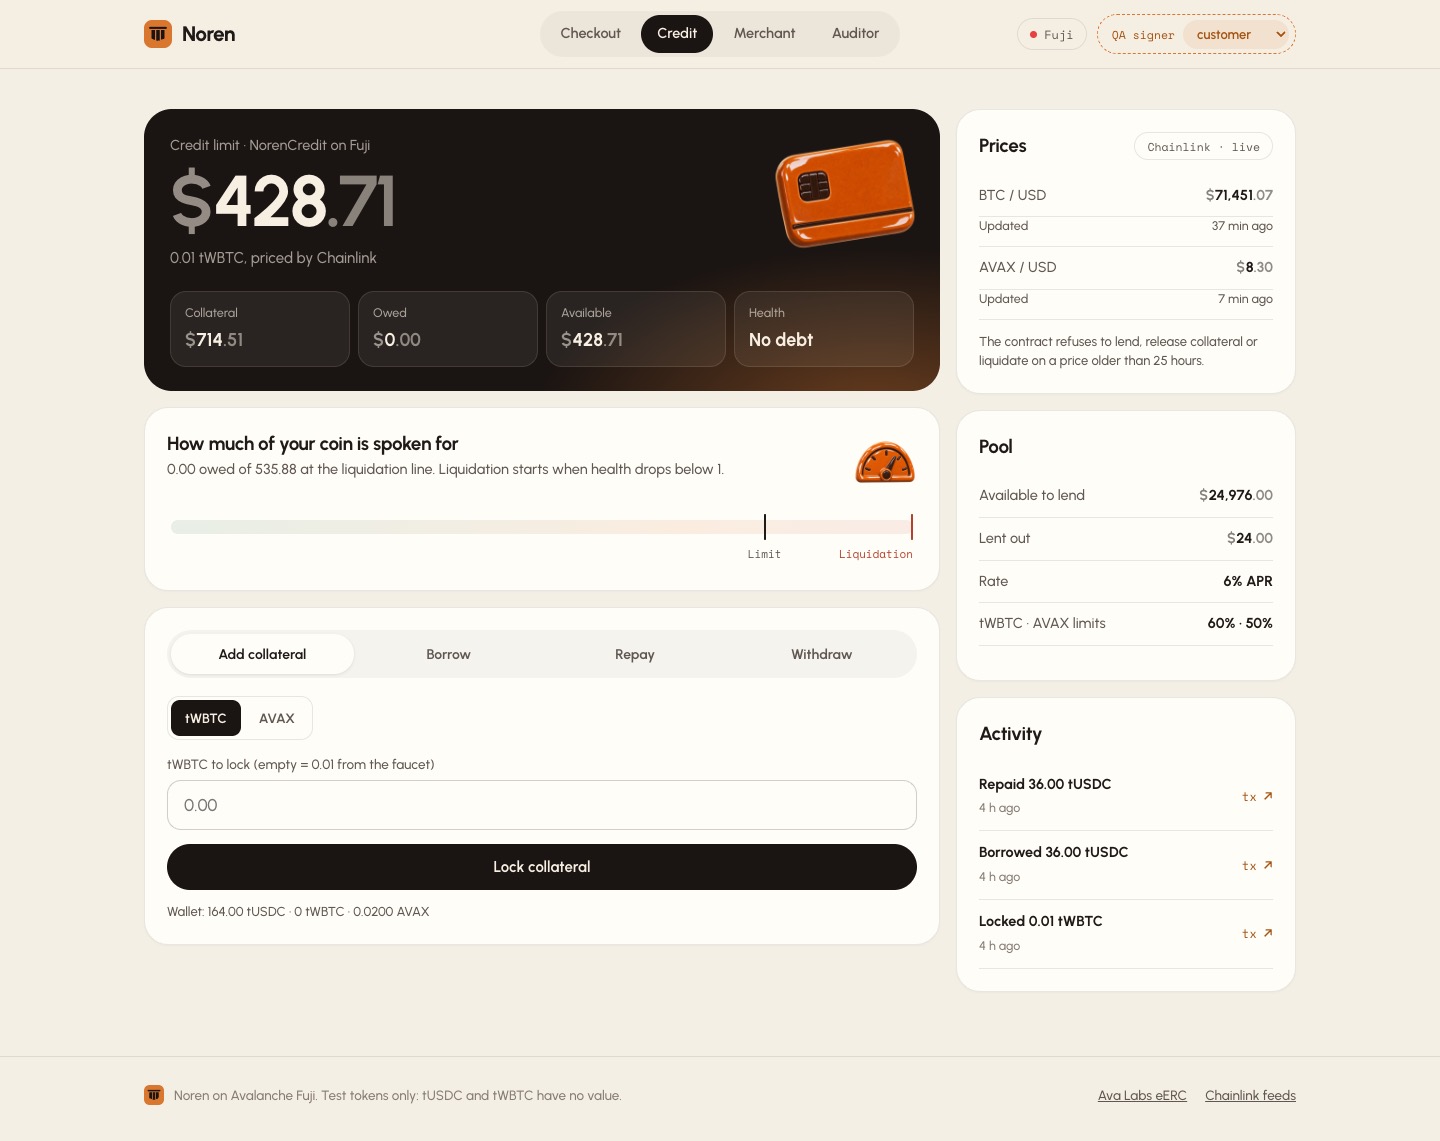 Noren
Checkout
Credit
Merchant
Auditor
Fuji
QA signer
customer
Credit limit · NorenCredit on Fuji
$428.71
0.01 tWBTC, priced by Chainlink
Collateral
$714.51
Owed
$0.00
Available
$428.71
Health
No debt
How much of your coin is spoken for
0.00 owed of 535.88 at the liquidation line. Liquidation starts when health drops below 1.
Limit
Liquidation
Add collateral
Borrow
Repay
Withdraw
tWBTC
AVAX
tWBTC to lock (empty = 0.01 from the faucet)
0.00
Lock collateral
Wallet: 164.00 tUSDC · 0 tWBTC · 0.0200 AVAX
Prices
Chainlink · live
BTC / USD $71,451.07
Updated 37 min ago
AVAX / USD $8.30
Updated 7 min ago
The contract refuses to lend, release collateral or
liquidate on a price older than 25 hours.
Pool
Available to lend $24,976.00
Lent out $24.00
Rate 6% APR
tWBTC · AVAX limits 60% · 50%
Activity
Repaid 36.00 tUSDC
4 h ago
tx ↗
Borrowed 36.00 tUSDC
4 h ago
tx ↗
Locked 0.01 tWBTC
4 h ago
tx ↗
Noren on Avalanche Fuji. Test tokens only: tUSDC and tWBTC have no value.
Ava Labs eERC
Chainlink feeds